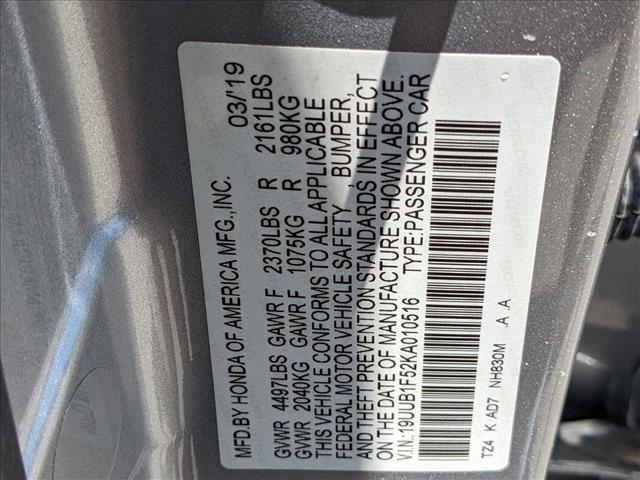 MFD.BY HONDA OF AMERICA MFG.,INC. 03/'19
GVWR 4497LBS GAWR F 2370LBS R 2161LBS
GVWR 2040KG GAWR F 1075KG R 980KG
THIS VEHICLE CONFORMS TO ALL APPLICABLE
FEDERAL MOTOR VEHICLE SAFETY , BUMPER,
AND THEFT PREVENTION STANDARDS IN EFFECT
ON THE DATE OF MANUFACTURE SHOWN ABOVE.
V.I.N.:19UUB1F52KA010516 TYPE:PASSENGER CAR
TZ4 K AD7 NH830M .A .A